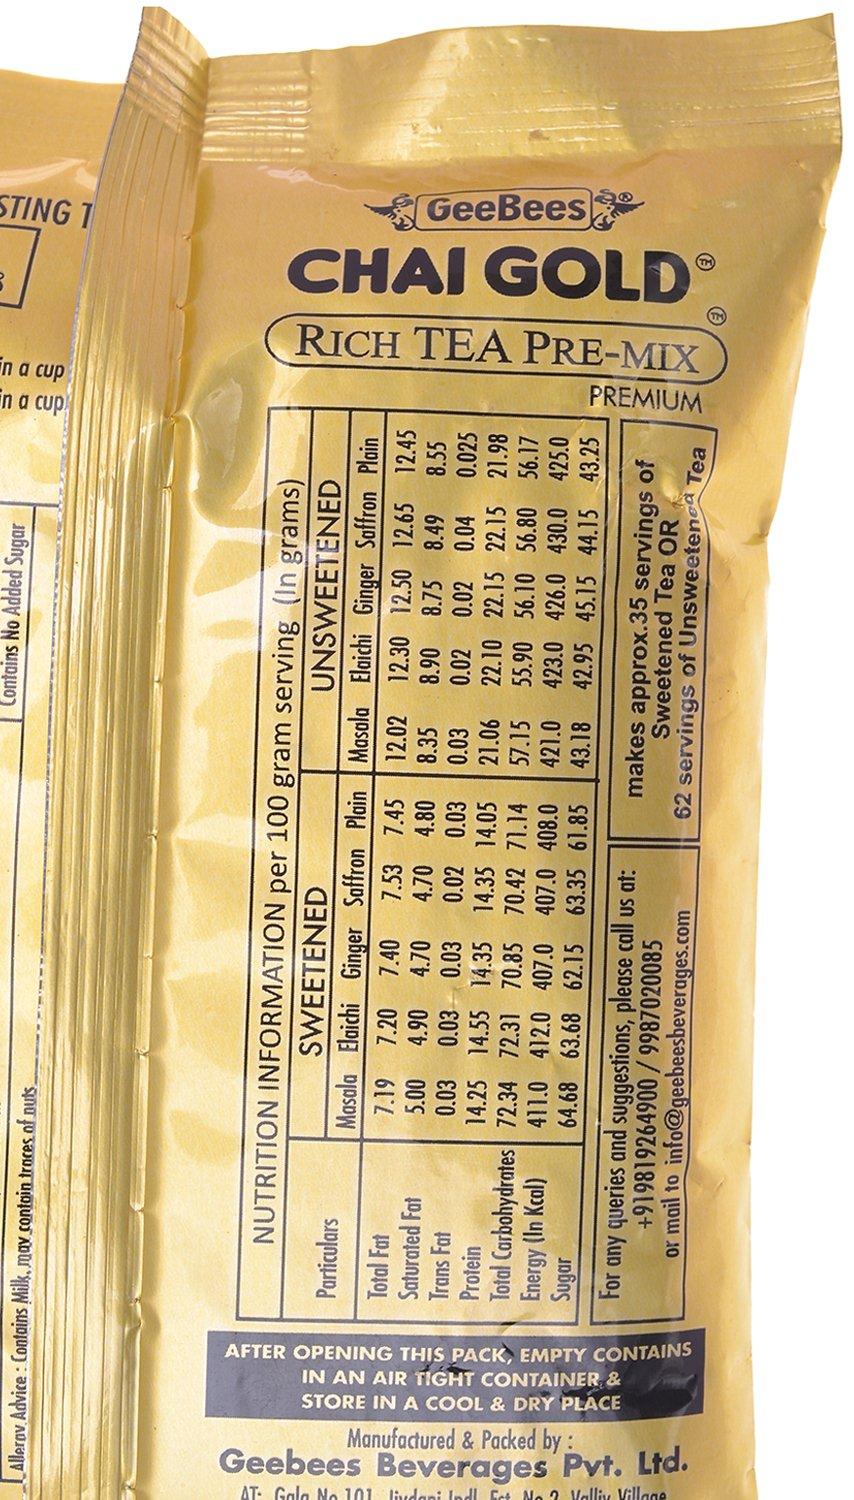 STING T
in a cup
in a cup
Contains No Added Sugar
Allergy Advice : Contains Milk, may contain traces of nuts
GeeBees®
CHAI GOLD™
RICH TEA PRE-MIX™
PREMIUM
NUTRITION INFORMATION per 100 gram serving (In grams)
SWEETENED UNSWEETENED
Particulars Masala Elaichi Ginger Saffron Plain Masala Elaichi Ginger Saffron Plain
Total Fat 7.19 7.20 7.40 7.53 7.45 12.02 12.30 12.50 12.65 12.45
Saturated Fat 5.00 4.90 4.70 4.70 4.80 8.35 8.90 8.75 8.49 8.55
Trans Fat 0.03 0.03 0.03 0.02 0.03 0.03 0.02 0.02 0.04 0.025
Protein 14.25 14.55 14.35 14.35 14.05 21.06 22.10 22.15 22.15 21.98
Total Carbohydrates 72.34 72.31 70.85 70.42 71.14 57.15 55.90 56.10 56.80 56.17
Energy (In Kcal) 411.0 412.0 407.0 407.0 408.0 421.0 423.0 426.0 430.0 425.0
Sugar 64.68 63.68 62.15 63.35 61.85 43.18 42.95 45.15 44.15 43.25
For any queries and suggestions, please call us at:
+919819264900 / 9987020085
or mail to info@geebeesbeverages.com
makes approx.35 servings of
Sweetened Tea OR
62 servings of Unsweetened Tea
AFTER OPENING THIS PACK, EMPTY CONTAINS
IN AN AIR TIGHT CONTAINER &
STORE IN A COOL & DRY PLACE
Manufactured & Packed by :
Geebees Beverages Pvt. Ltd.
AT: Gala No 101, Jivdani Indl. Est. No 2, Valliv Village